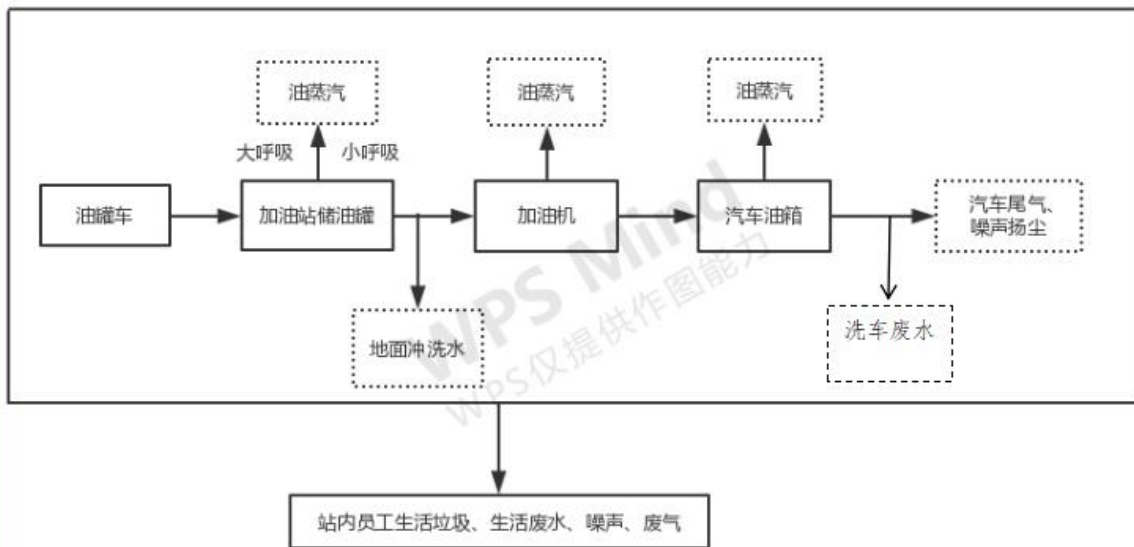 油蒸汽
油蒸汽
油蒸汽
大呼吸
小呼吸
油罐车
加油站储油罐
加油机
汽车油箱
汽车尾气、
噪声扬尘
地面冲洗水
洗车废水
WPS Mind
WPS仅提供作图能力
站内员工生活垃圾、生活废水、噪声、废气